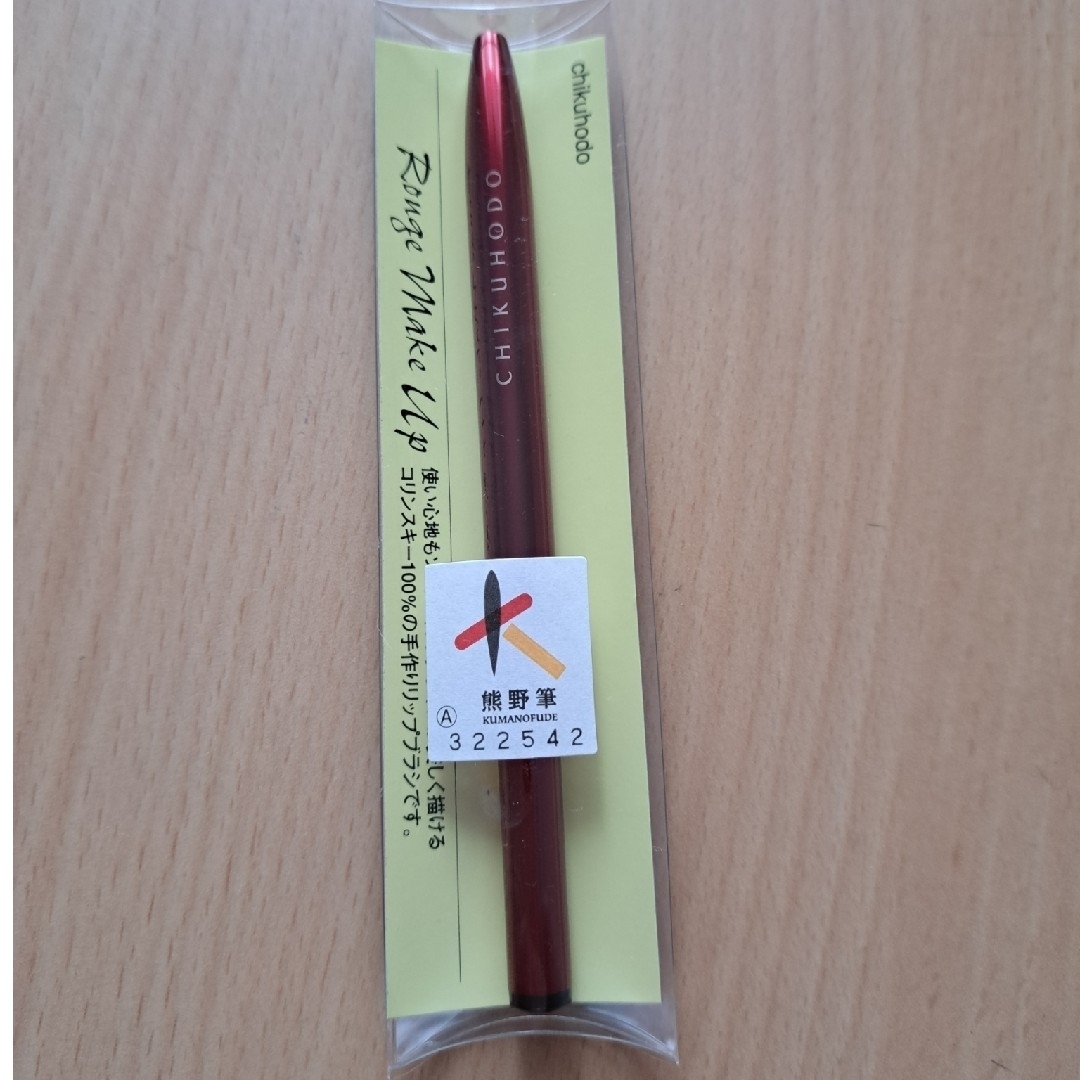 chikuhodo
CHIKUHODO
Rouge Make Up
使い心地も
しく描ける
コリンスキー100%の手作りリップブラシです。
熊野筆
KUMANOFUDE
Ⓐ
322542